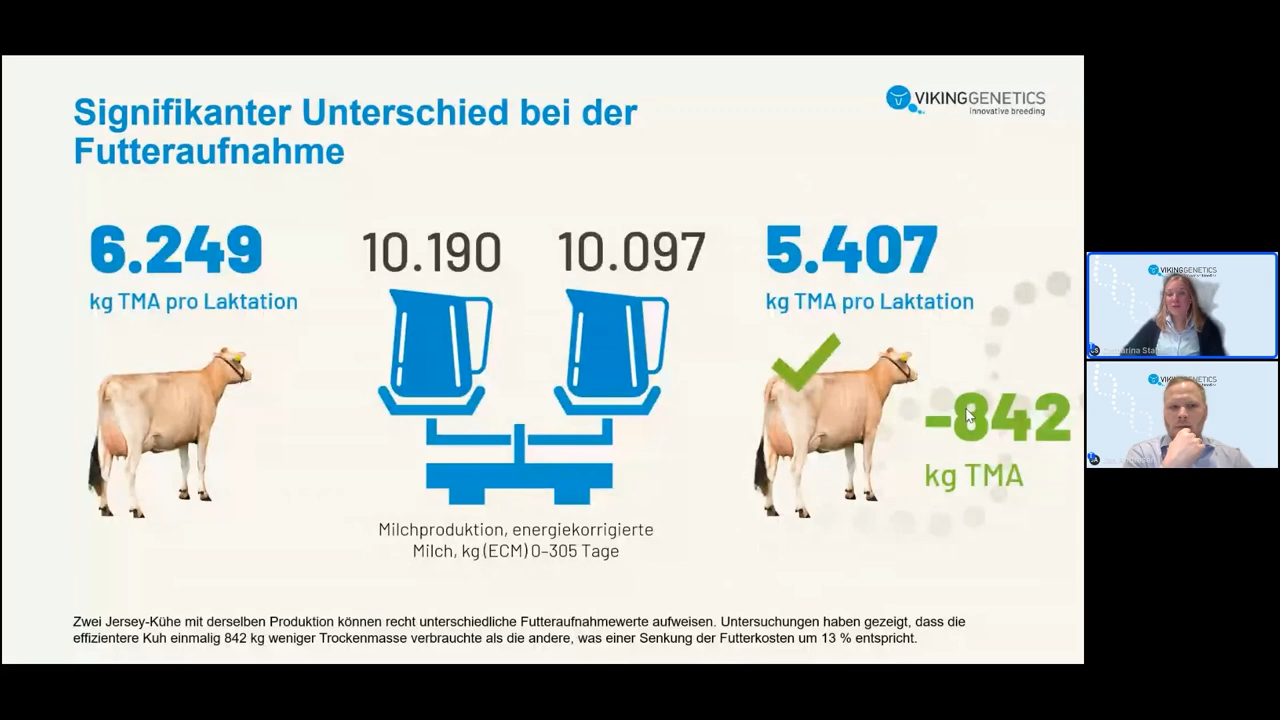 Signifikanter Unterschied bei der
Futteraufnahme
VIKINGGENETICS
innovative breeding
6.249
kg TMA pro Laktation
10.190
10.097
5.407
kg TMA pro Laktation
-842
kg TMA
Milchproduktion, energiekorrigierte
Milch, kg (ECM) 0–305 Tage
Zwei Jersey-Kühe mit derselben Produktion können recht unterschiedliche Futteraufnahmewerte aufweisen. Untersuchungen haben gezeigt, dass die
effizientere Kuh einmalig 842 kg weniger Trockenmasse verbrauchte als die andere, was einer Senkung der Futterkosten um 13 % entspricht.
VIKINGGENETICS
VIKINGGENETICS